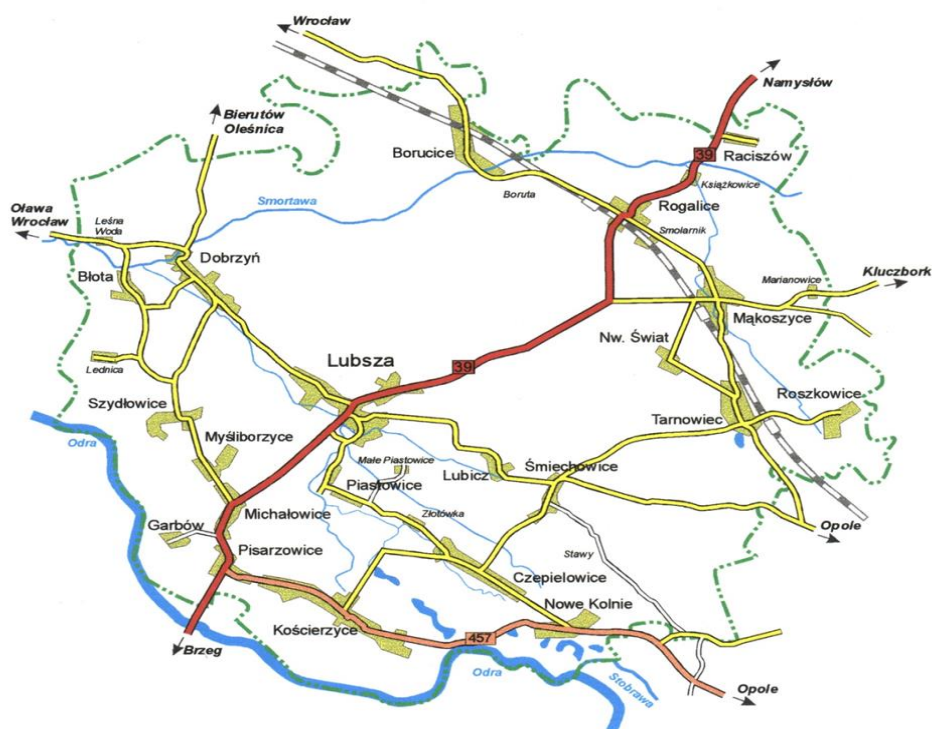 Wrocław
Namysłów
Bierutów
Oleśnica
Borucice
39
Raciszów
Książkowice
Boruta
Smortawa
Rogalice
Oława
Wrocław
Leśna
Woda
Smolarnik
Dobrzyń
Błota
Marianowice
Kluczbork
Mąkoszyce
Nw. Świat
Lubsza
39
Lednica
Roszkowice
Szydłowice
Tarnowiec
Odra
Myśliborzyce
Małe Piastowice
Lubicz
Śmiechowice
Piastowice
Michałowice
Złotówka
Garbów
Opole
Pisarzowice
Stawy
Czepielowice
Nowe Kolnie
Kościerzyce
457
Brzeg
Odra
Stobrawa
Opole